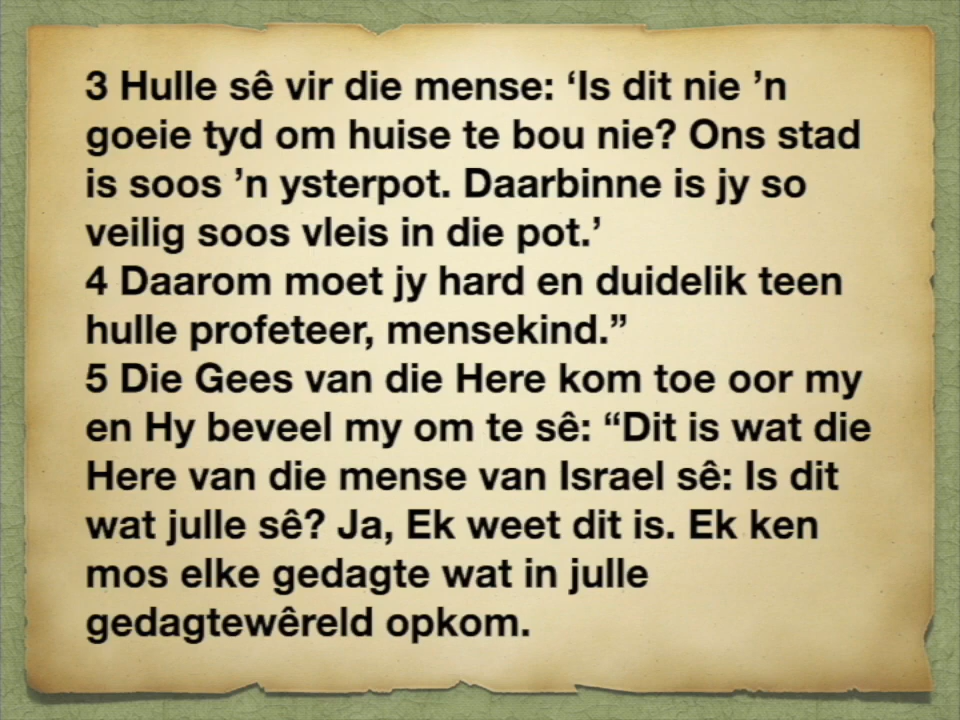 3 Hulle sê vir die mense: ‘Is dit nie ’n
goeie tyd om huise te bou nie? Ons stad
is soos ’n ysterpot. Daarbinne is jy so
veilig soos vleis in die pot.’
4 Daarom moet jy hard en duidelik teen
hulle profeteer, mensekind.”
5 Die Gees van die Here kom toe oor my
en Hy beveel my om te sê: “Dit is wat die
Here van die mense van Israel sê: Is dit
wat julle sê? Ja, Ek weet dit is. Ek ken
mos elke gedagte wat in julle
gedagtewêreld opkom.